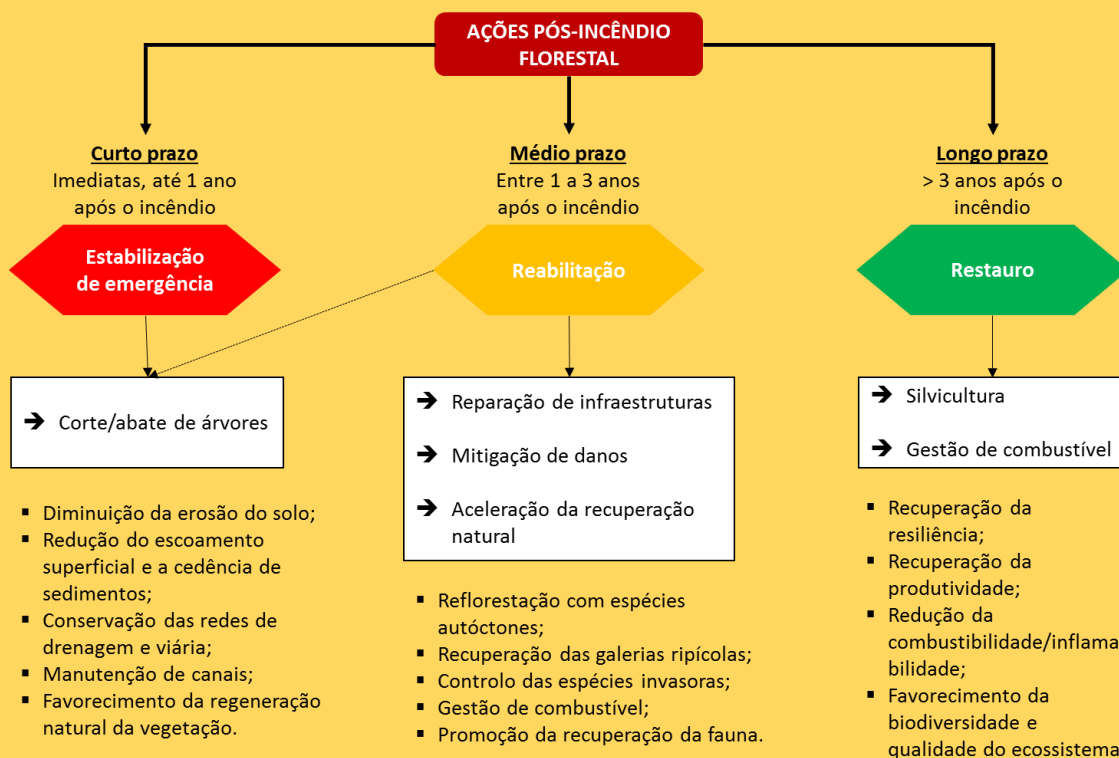 AÇÕES PÓS-INCÊNDIO
FLORESTAL
Curto prazo
Imediatas, até 1 ano
após o incêndio
Estabilização
de emergência
➔ Corte/abate de árvores
▪ Diminuição da erosão do solo;
▪ Redução do escoamento
superficial e a cedência de
sedimentos;
▪ Conservação das redes de
drenagem e viária;
▪ Manutenção de canais;
▪ Favorecimento da regeneração
natural da vegetação.
Médio prazo
Entre 1 a 3 anos
após o incêndio
Reabilitação
➔ Reparação de infraestruturas
➔ Mitigação de danos
➔ Aceleração da recuperação
natural
▪ Reflorestação com espécies
autóctones;
▪ Recuperação das galerias ripícolas;
▪ Controlo das espécies invasoras;
▪ Gestão de combustível;
▪ Promoção da recuperação da fauna.
Longo prazo
> 3 anos após o
incêndio
Restauro
➔ Silvicultura
➔ Gestão de combustível
▪ Recuperação da
resiliência;
▪ Recuperação da
produtividade;
▪ Redução da
combustibilidade/inflama
bilidade;
▪ Favorecimento da
biodiversidade e
qualidade do ecossistema